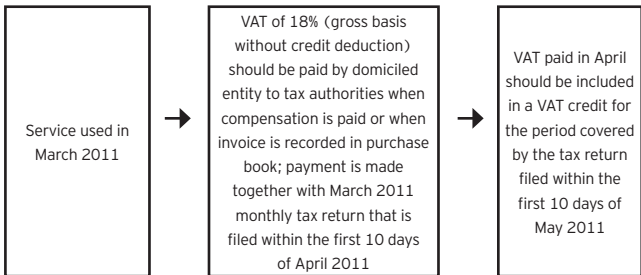 Service used in
March 2011
VAT of 18% (gross basis
without credit deduction)
should be paid by domiciled
entity to tax authorities when
compensation is paid or when
invoice is recorded in purchase
book; payment is made
together with March 2011
monthly tax return that is
filed within the first 10 days
of April 2011
VAT paid in April
should be included
in a VAT credit for
the period covered
by the tax return
filed within the
first 10 days of
May 2011